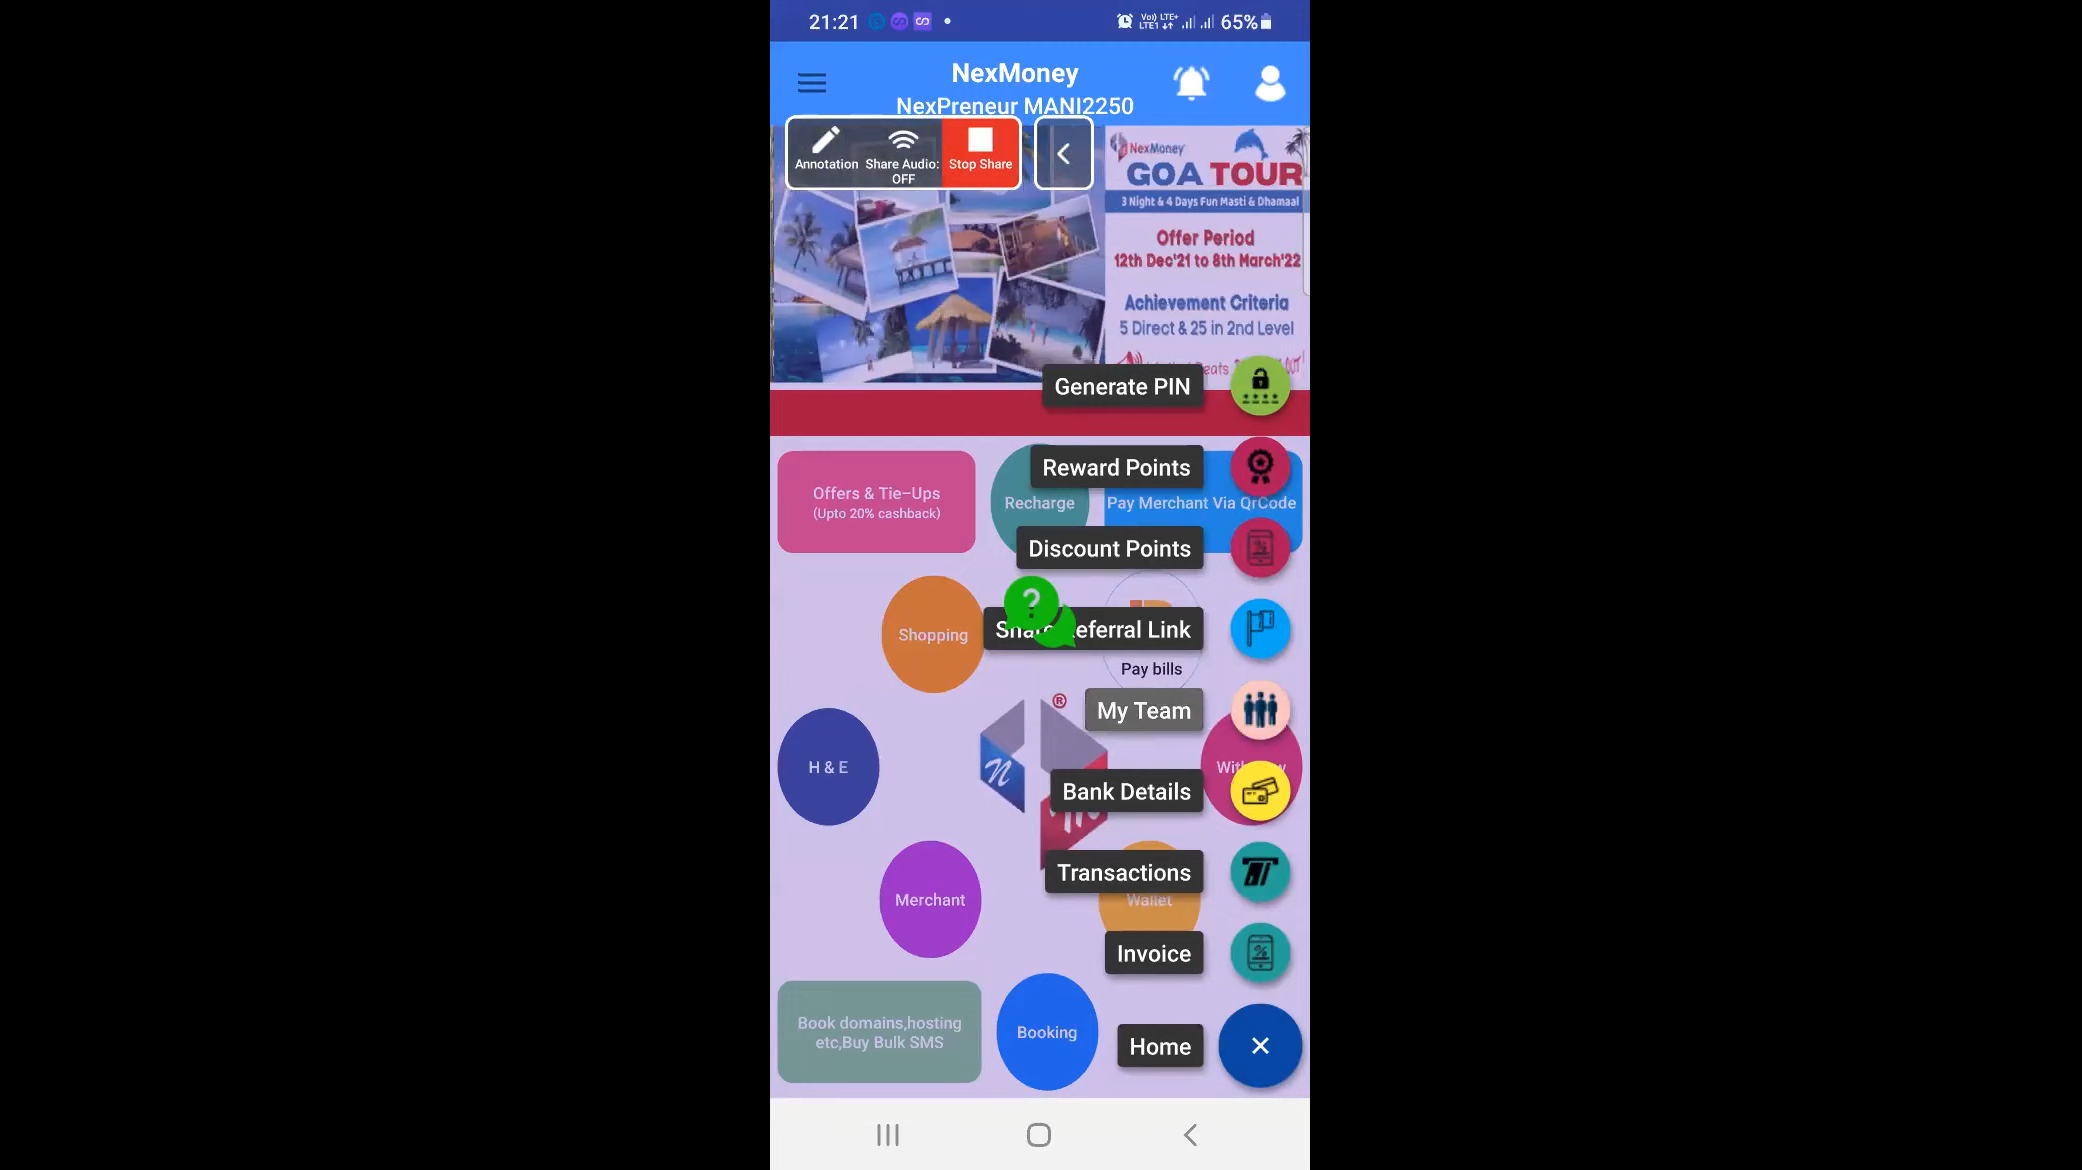 21:21
Vo)) LTE+
LTE1
65%
NexMoney
NexPreneur MANI2250
Annotation
Share Audio:
OFF
Stop Share
NexMoney
GOA TOUR
3 Night & 4 Days Fun Masti & Dhamaal
Offer Period
12th Dec'21 to 8th March'22
Achievement Criteria
5 Direct & 25 in 2nd Level
Generate PIN
Reward Points
Offers & Tie-Ups
(Upto 20% cashback)
Recharge
Pay Merchant Via QrCode
Discount Points
?
Shopping
Referral Link
Pay bills
®
My Team
H & E
Bank Details
Transactions
Merchant
Wallet
Invoice
Book domains,hosting
etc,Buy Bulk SMS
Booking
Home